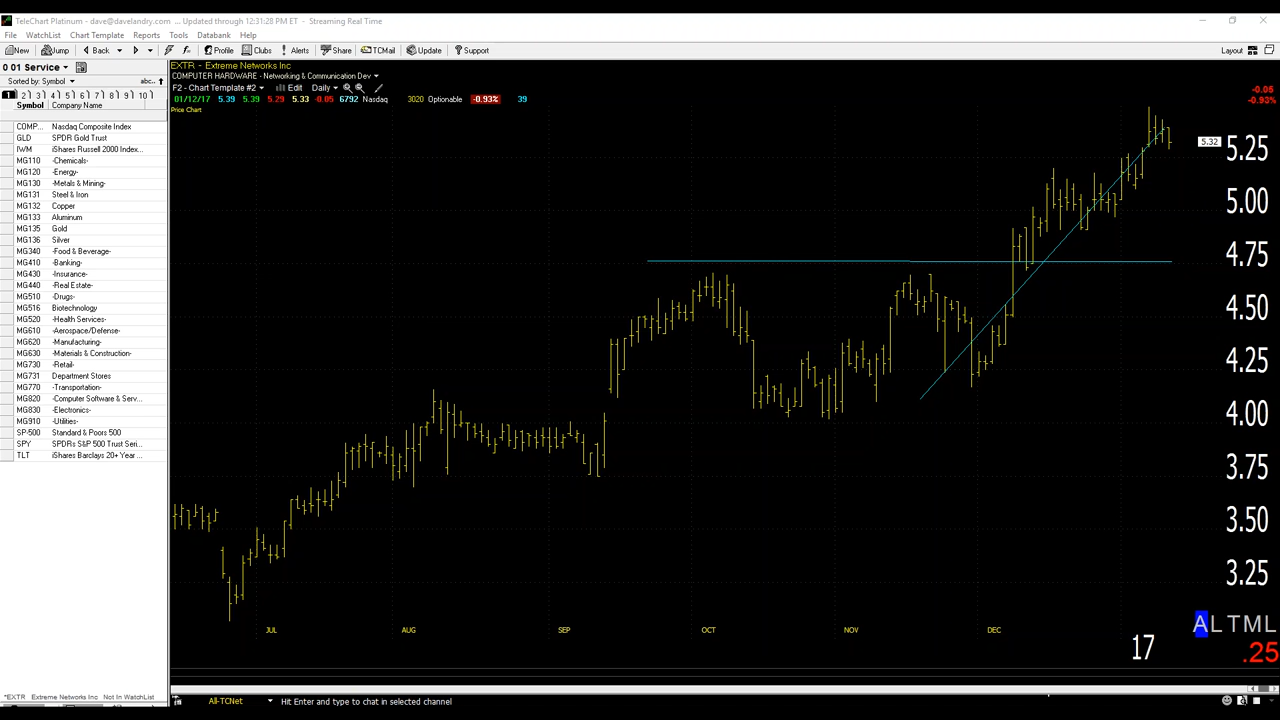 TeleChart Platinum - dave@davelandry.com ... Updated through 12:31:28 PM ET - Streaming Real Time
File WatchList Chart Template Reports Tools Databank Help
New Jump Back Profile Clubs Alerts Share TCMail Update Support Layout
0 01 Service
Sorted by: Symbol abc..
1 2 3 4 5 6 7 8 9 10
Symbol Company Name
COMP... Nasdaq Composite Index
GLD SPDR Gold Trust
IWM iShares Russell 2000 Index...
MG110 -Chemicals-
MG120 -Energy-
MG130 -Metals & Mining-
MG131 Steel & Iron
MG132 Copper
MG133 Aluminum
MG135 Gold
MG136 Silver
MG340 -Food & Beverage-
MG410 -Banking-
MG430 -Insurance-
MG440 -Real Estate-
MG510 -Drugs-
MG516 Biotechnology
MG520 -Health Services-
MG610 -Aerospace/Defense-
MG620 -Manufacturing-
MG630 -Materials & Construction-
MG730 -Retail-
MG731 Department Stores
MG770 -Transportation-
MG820 -Computer Software & Serv...
MG830 -Electronics-
MG910 -Utilities-
SP-500 Standard & Poors 500
SPY SPDRs S&P 500 Trust Seri...
TLT iShares Barclays 20+ Year ...
*EXTR Extreme Networks Inc Not In WatchList
EXTR - Extreme Networks Inc
COMPUTER HARDWARE - Networking & Communication Dev
F2 - Chart Template #2 Edit Daily
01/12/17 5.39 5.39 5.29 5.33 -0.05 6792 Nasdaq 3020 Optionable -0.93% 39
Price Chart
-0.05
-0.93%
5.32
5.25
5.00
4.75
4.50
4.25
4.00
3.75
3.50
3.25
JUL AUG SEP OCT NOV DEC
17
ALTML
.25
All-TCNet Hit Enter and type to chat in selected channel